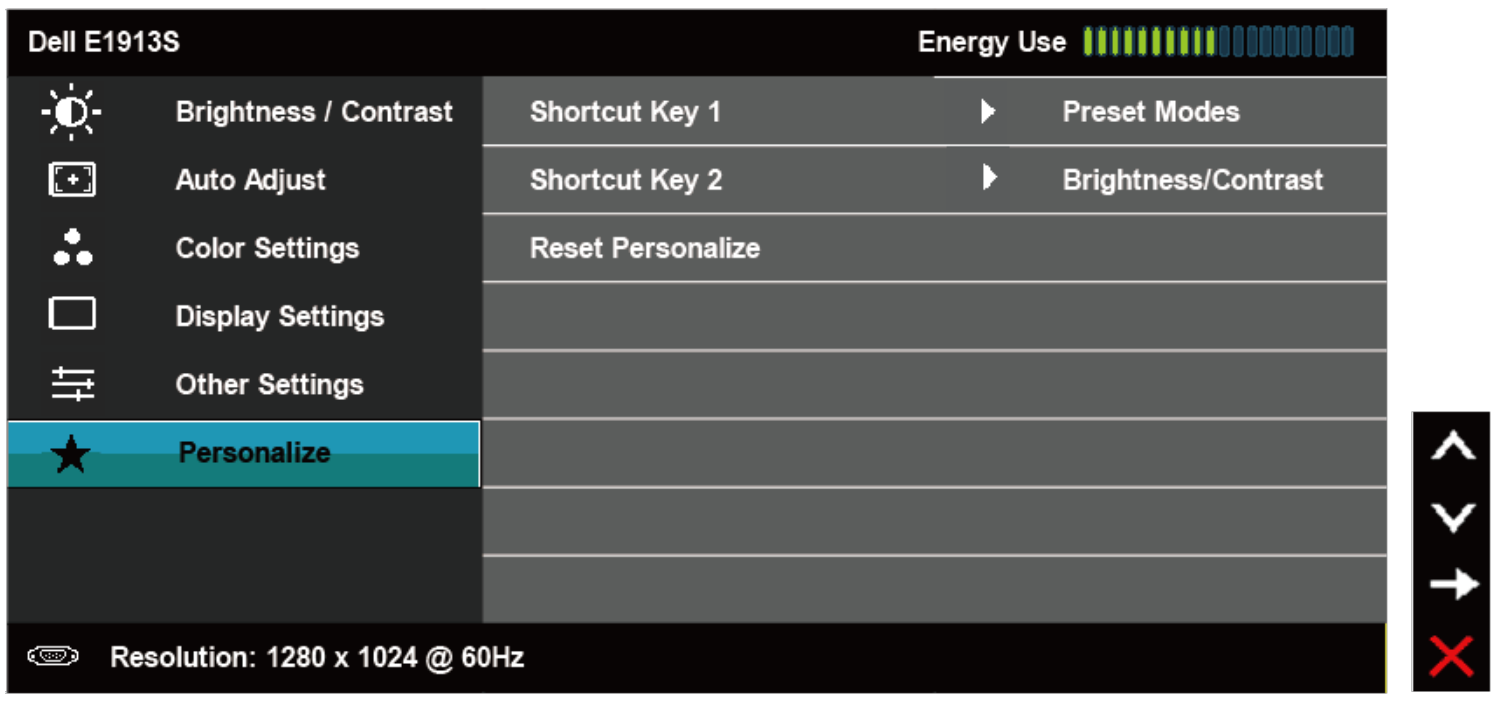 Dell E1913S Energy Use
Brightness / Contrast Shortcut Key 1 Preset Modes
Auto Adjust Shortcut Key 2 Brightness/Contrast
Color Settings Reset Personalize
Display Settings
Other Settings
Personalize
Resolution: 1280 x 1024 @ 60Hz